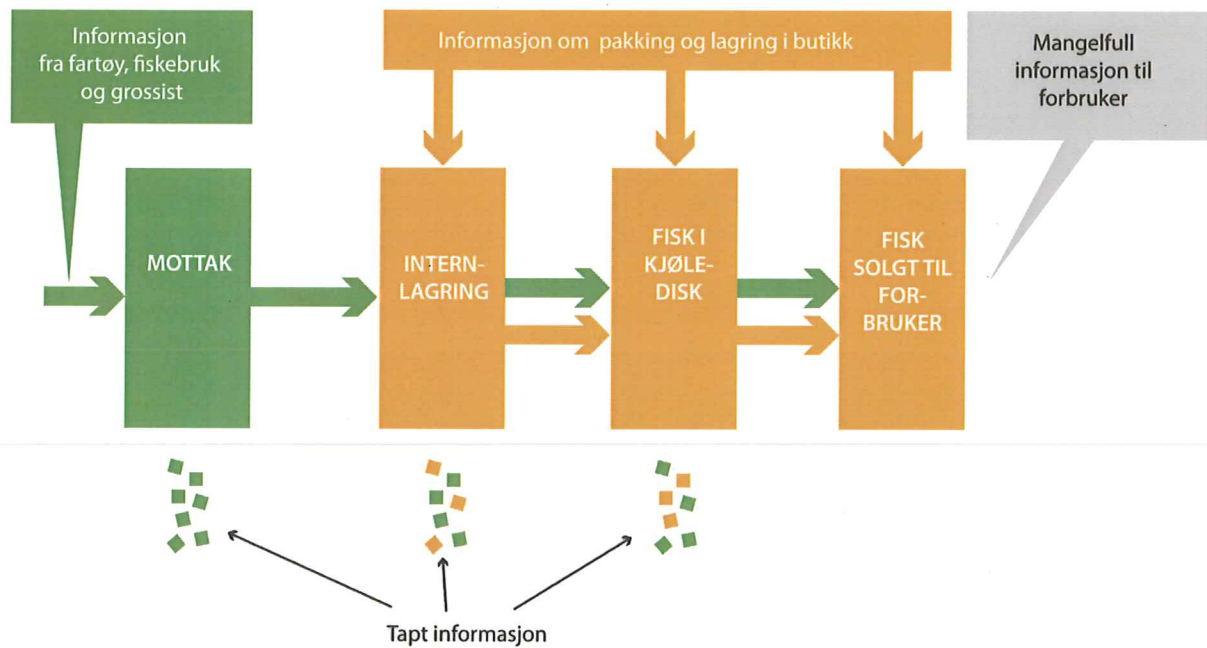 Informasjon
fra fartøy, fiskebruk
og grossist
Informasjon om pakking og lagring i butikk
Mangelfull
informasjon til
forbruker
MOTTAK
INTERN-
LAGRING
FISK I
KJØLE-
DISK
FISK
SOLGT TIL
FOR-
BRUKER
Tapt informasjon